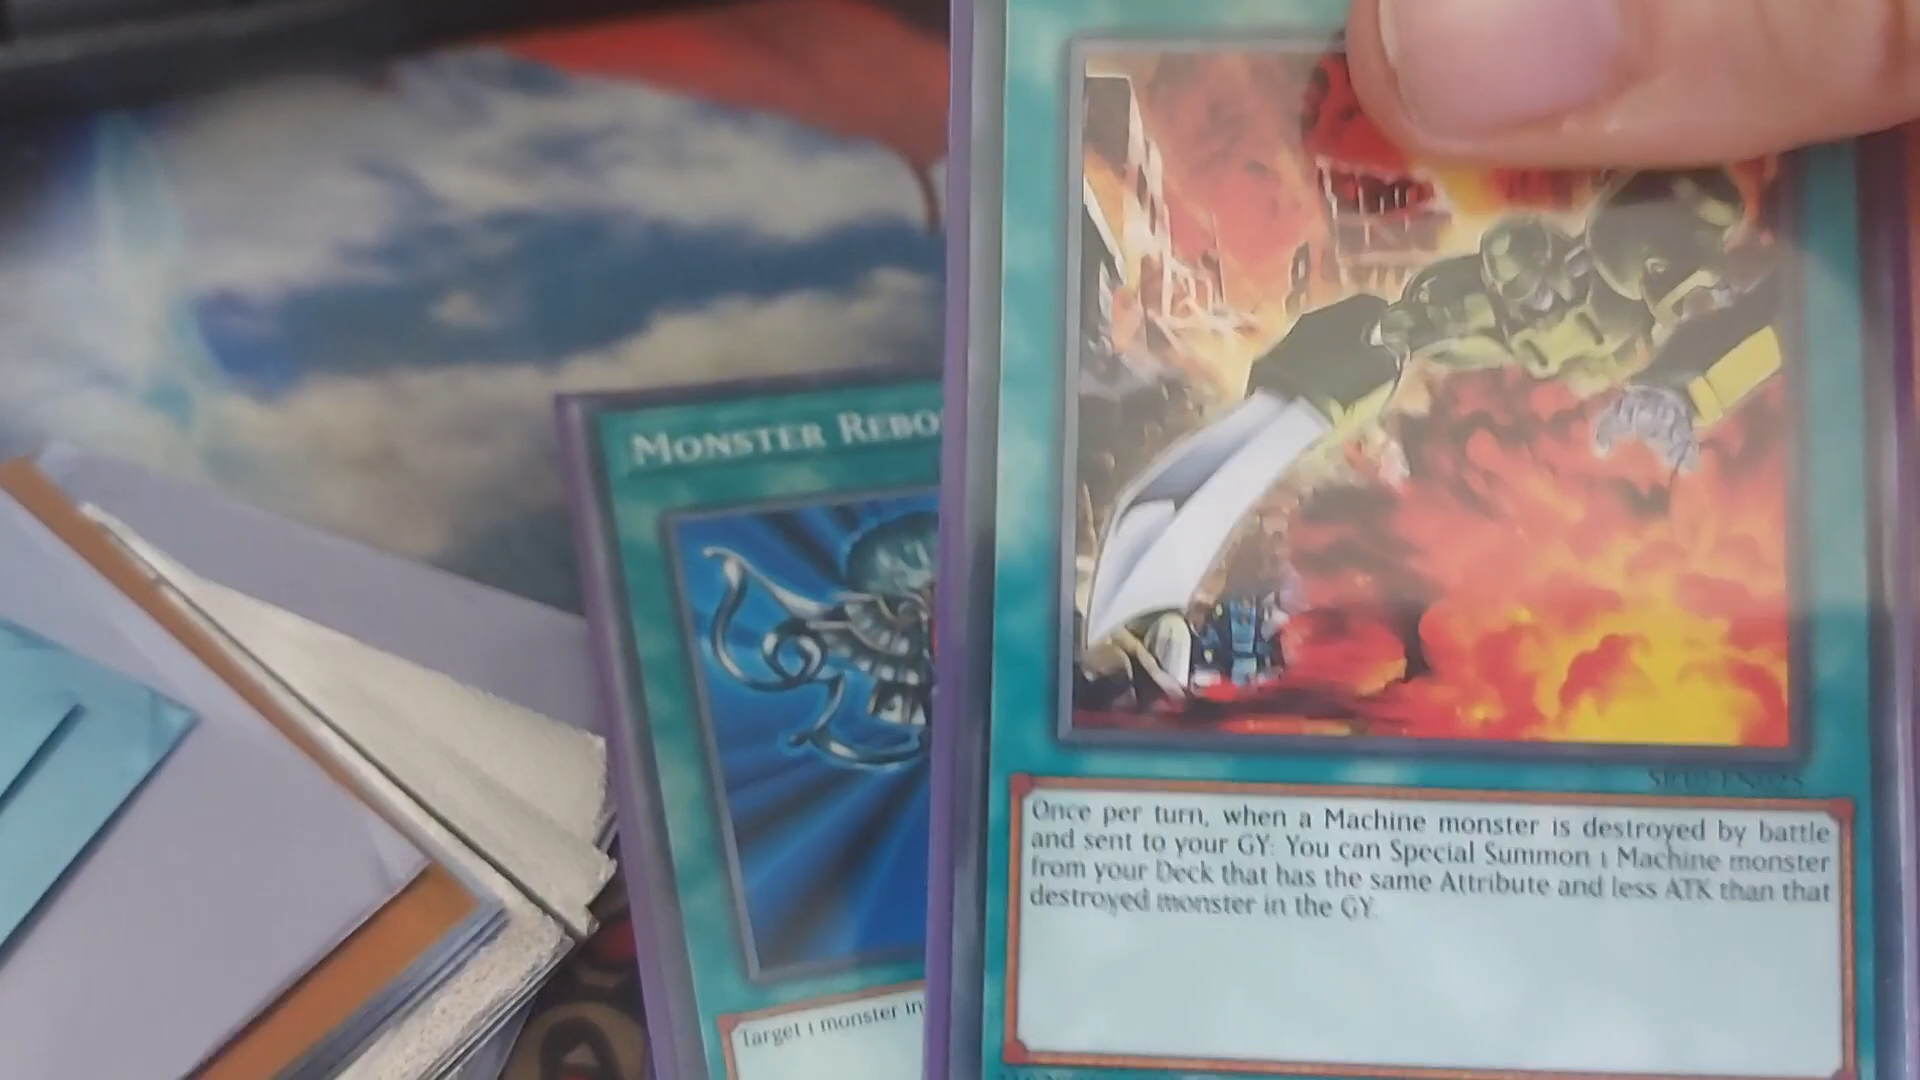 MONSTER REBO
Target 1 monster in
Once per turn, when a Machine monster is destroyed by battle
and sent to your GY: You can Special Summon 1 Machine monster
from your Deck that has the same Attribute and less ATK than that
destroyed monster in the GY.